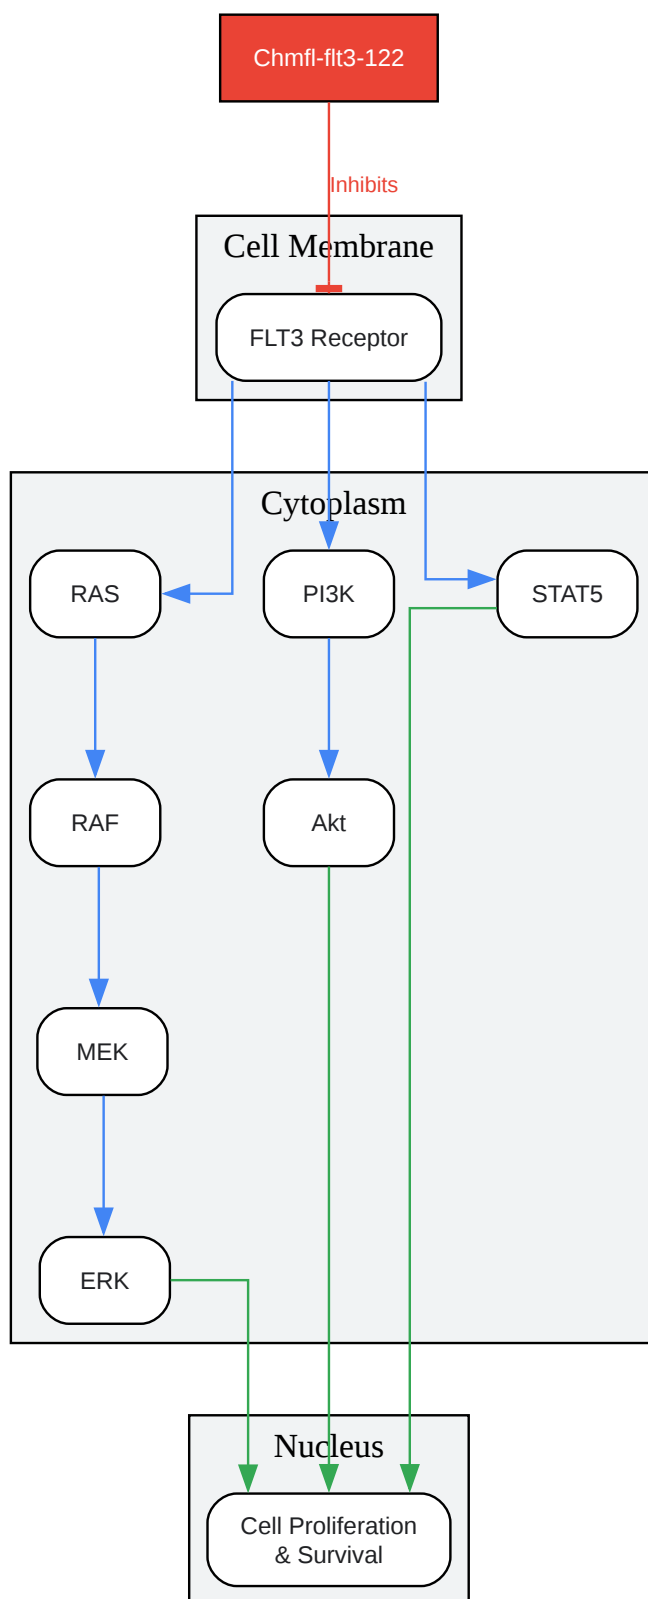 Chmfl-flt3-122
Inhibits
Cell Membrane
FLT3 Receptor
Cytoplasm
RAS
PI3K
STAT5
RAF
Akt
MEK
ERK
Nucleus
Cell Proliferation
& Survival